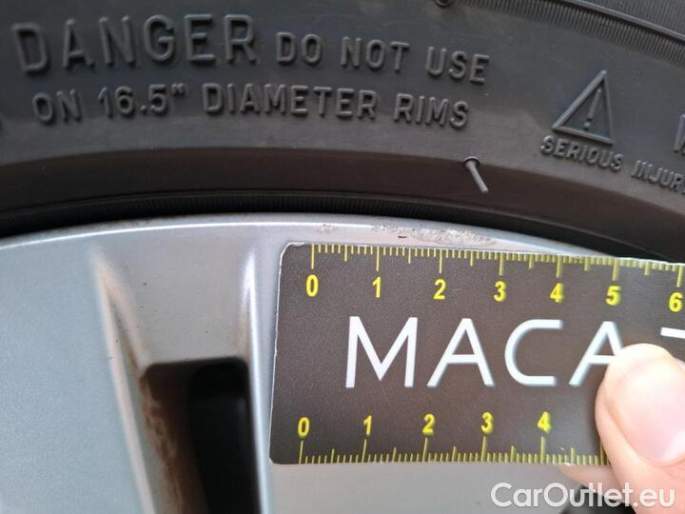 DANGER DO NOT USE
ON 16.5" DIAMETER RIMS
SERIOUS INJUR
0 1 2 3 4 5 6
MACA
0 1 2 3 4
CarOutlet.eu